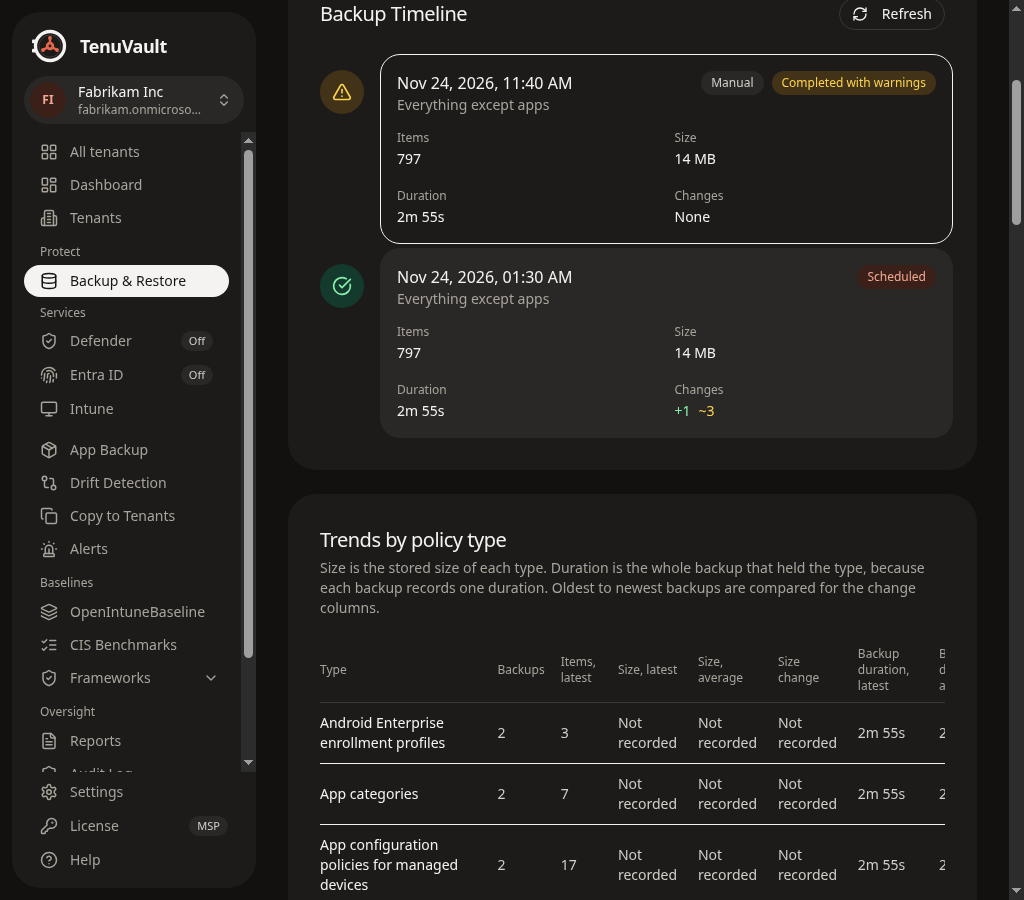 TenuVault
FI
Fabrikam Inc
fabrikam.onmicroso...
All tenants
Dashboard
Tenants
Protect
Backup & Restore
Services
Defender
Off
Entra ID
Off
Intune
App Backup
Drift Detection
Copy to Tenants
Alerts
Baselines
OpenIntuneBaseline
CIS Benchmarks
Frameworks
Oversight
Reports
Audit Log
Settings
License
MSP
Help
Backup Timeline
Refresh
Nov 24, 2026, 11:40 AM
Manual
Completed with warnings
Everything except apps
Items
Size
797
14 MB
Duration
Changes
2m 55s
None
Nov 24, 2026, 01:30 AM
Scheduled
Everything except apps
Items
Size
797
14 MB
Duration
Changes
2m 55s
+1 ~3
Trends by policy type
Size is the stored size of each type. Duration is the whole backup that held the type, because
each backup records one duration. Oldest to newest backups are compared for the change
columns.
Type
Backups
Items,
latest
Size, latest
Size,
average
Size
change
Backup
duration,
latest
Android Enterprise
enrollment profiles
2
3
Not
recorded
Not
recorded
Not
recorded
2m 55s
App categories
2
7
Not
recorded
Not
recorded
Not
recorded
2m 55s
App configuration
policies for managed
devices
2
17
Not
recorded
Not
recorded
Not
recorded
2m 55s